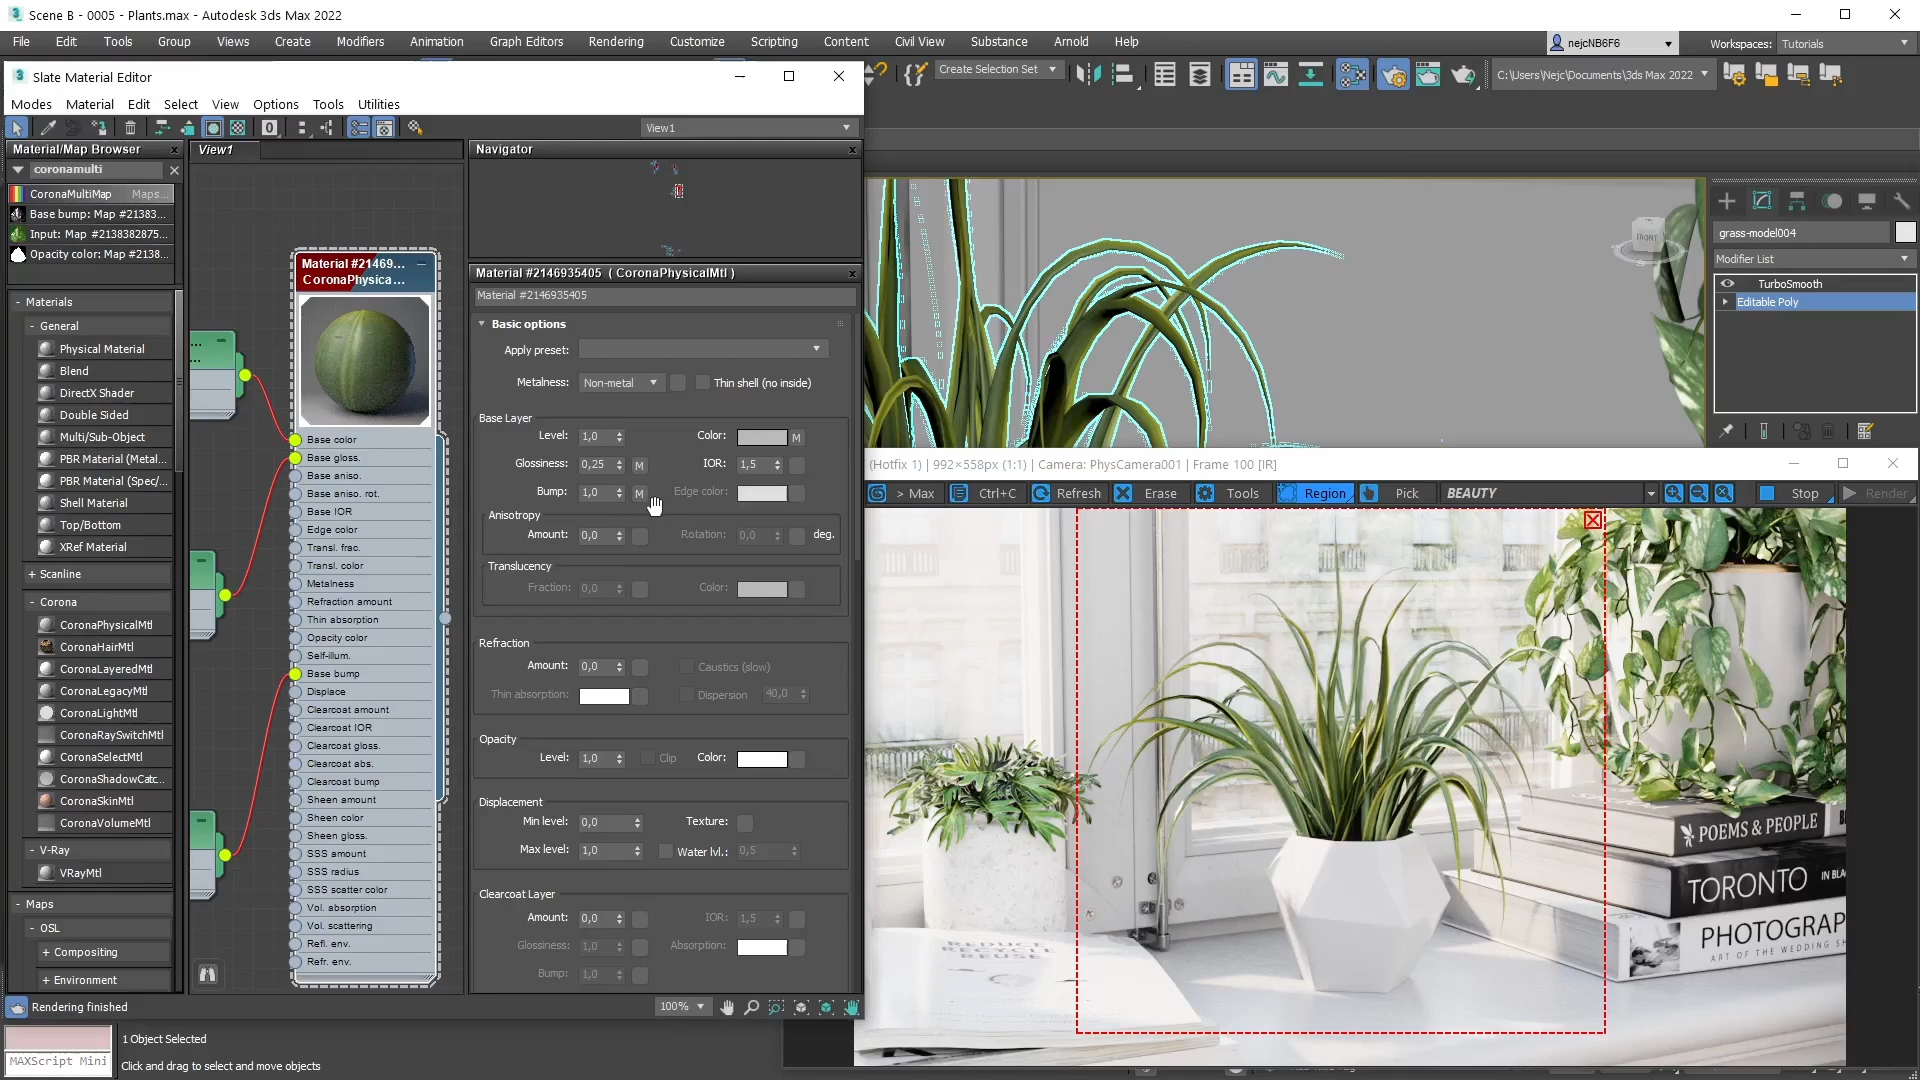 Scene B - 0005 - Plants.max - Autodesk 3ds Max 2022
File Edit Tools Group Views Create Modifiers Animation Graph Editors Rendering Customize Scripting Content Civil View Substance Arnold Help
nejcNB6F6
Workspaces: Tutorials
Slate Material Editor
Modes Material Edit Select View Options Tools Utilities
Create Selection Set
C:\Users\Nejc\Documents\3ds Max 2022
View1
Material/Map Browser
coronamulti
CoronaMultiMap Maps...
Base bump: Map #21383...
Input: Map #2138382875...
Opacity color: Map #2138...
- Materials
- General
Physical Material
Blend
DirectX Shader
Double Sided
Multi/Sub-Object
PBR Material (Metal...
PBR Material (Spec/...
Shell Material
Top/Bottom
XRef Material
+ Scanline
- Corona
CoronaPhysicalMtl
CoronaHairMtl
CoronaLayeredMtl
CoronaLegacyMtl
CoronaLightMtl
CoronaRaySwitchMtl
CoronaSelectMtl
CoronaShadowCatc...
CoronaSkinMtl
CoronaVolumeMtl
- V-Ray
VRayMtl
- Maps
- OSL
+ Compositing
+ Environment
Rendering finished
View1
Material #21469...
CoronaPhysica...
Base color
Base gloss.
Base aniso.
Base aniso. rot.
Base IOR
Edge color
Transl. frac.
Transl. color
Metalness
Refraction amount
Thin absorption
Opacity color
Self-illum.
Base bump
Displace
Clearcoat amount
Clearcoat IOR
Clearcoat gloss.
Clearcoat abs.
Clearcoat bump
Sheen amount
Sheen color
Sheen gloss.
SSS amount
SSS radius
SSS scatter color
Vol. absorption
Vol. scattering
Refl. env.
Refr. env.
Navigator
Material #2146935405 ( CoronaPhysicalMtl )
Material #2146935405
Basic options
Apply preset:
Metalness: Non-metal Thin shell (no inside)
Base Layer
Level: 1,0 Color: M
Glossiness: 0,25 M IOR: 1,5
Bump: 1,0 M Edge color:
Anisotropy
Amount: 0,0 Rotation: 0,0 deg.
Translucency
Fraction: 0,0 Color:
Refraction
Amount: 0,0 Caustics (slow)
Thin absorption: Dispersion 40,0
Opacity
Level: 1,0 Clip Color:
Displacement
Min level: 0,0 Texture:
Max level: 1,0 Water lvl.: 0,5
Clearcoat Layer
Amount: 0,0 IOR: 1,5
Glossiness: 1,0 Absorption:
Bump: 1,0
100%
FRONT
grass-model004
Modifier List
TurboSmooth
Editable Poly
(Hotfix 1) | 992×558px (1:1) | Camera: PhysCamera001 | Frame 100 [IR]
> Max Ctrl+C Refresh Erase Tools Region Pick BEAUTY Stop Render
POEMS & PEOPLE
TORONTO IN BLA
PHOTOGRAP
ART OF THE WEDDING
REDUCE
RECYCLE
REUSE
MAXScript Mini
1 Object Selected
Click and drag to select and move objects